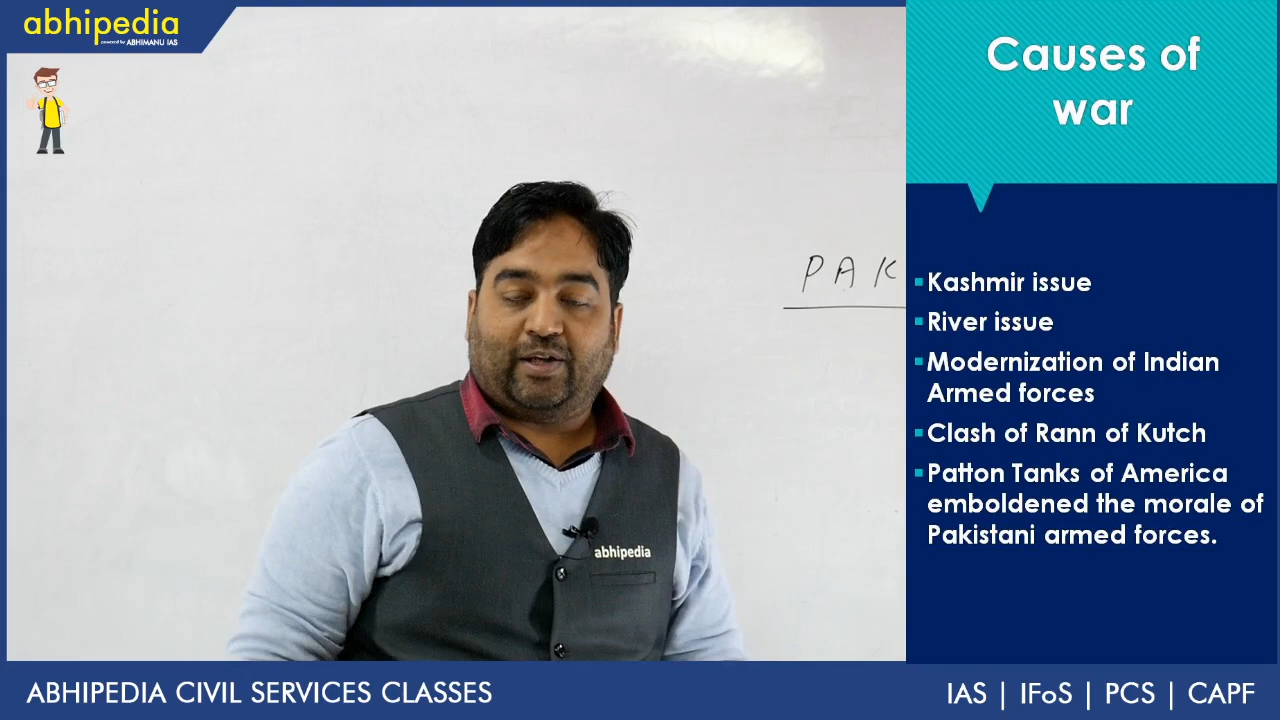 abhipedia
powered by ABHIMANU IAS
Causes of
war
PAK
Kashmir issue
River issue
Modernization of Indian
Armed forces
Clash of Rann of Kutch
Patton Tanks of America
emboldened the morale of
Pakistani armed forces.
abhipedia
ABHIPEDIA CIVIL SERVICES CLASSES
IAS | IFoS | PCS | CAPF